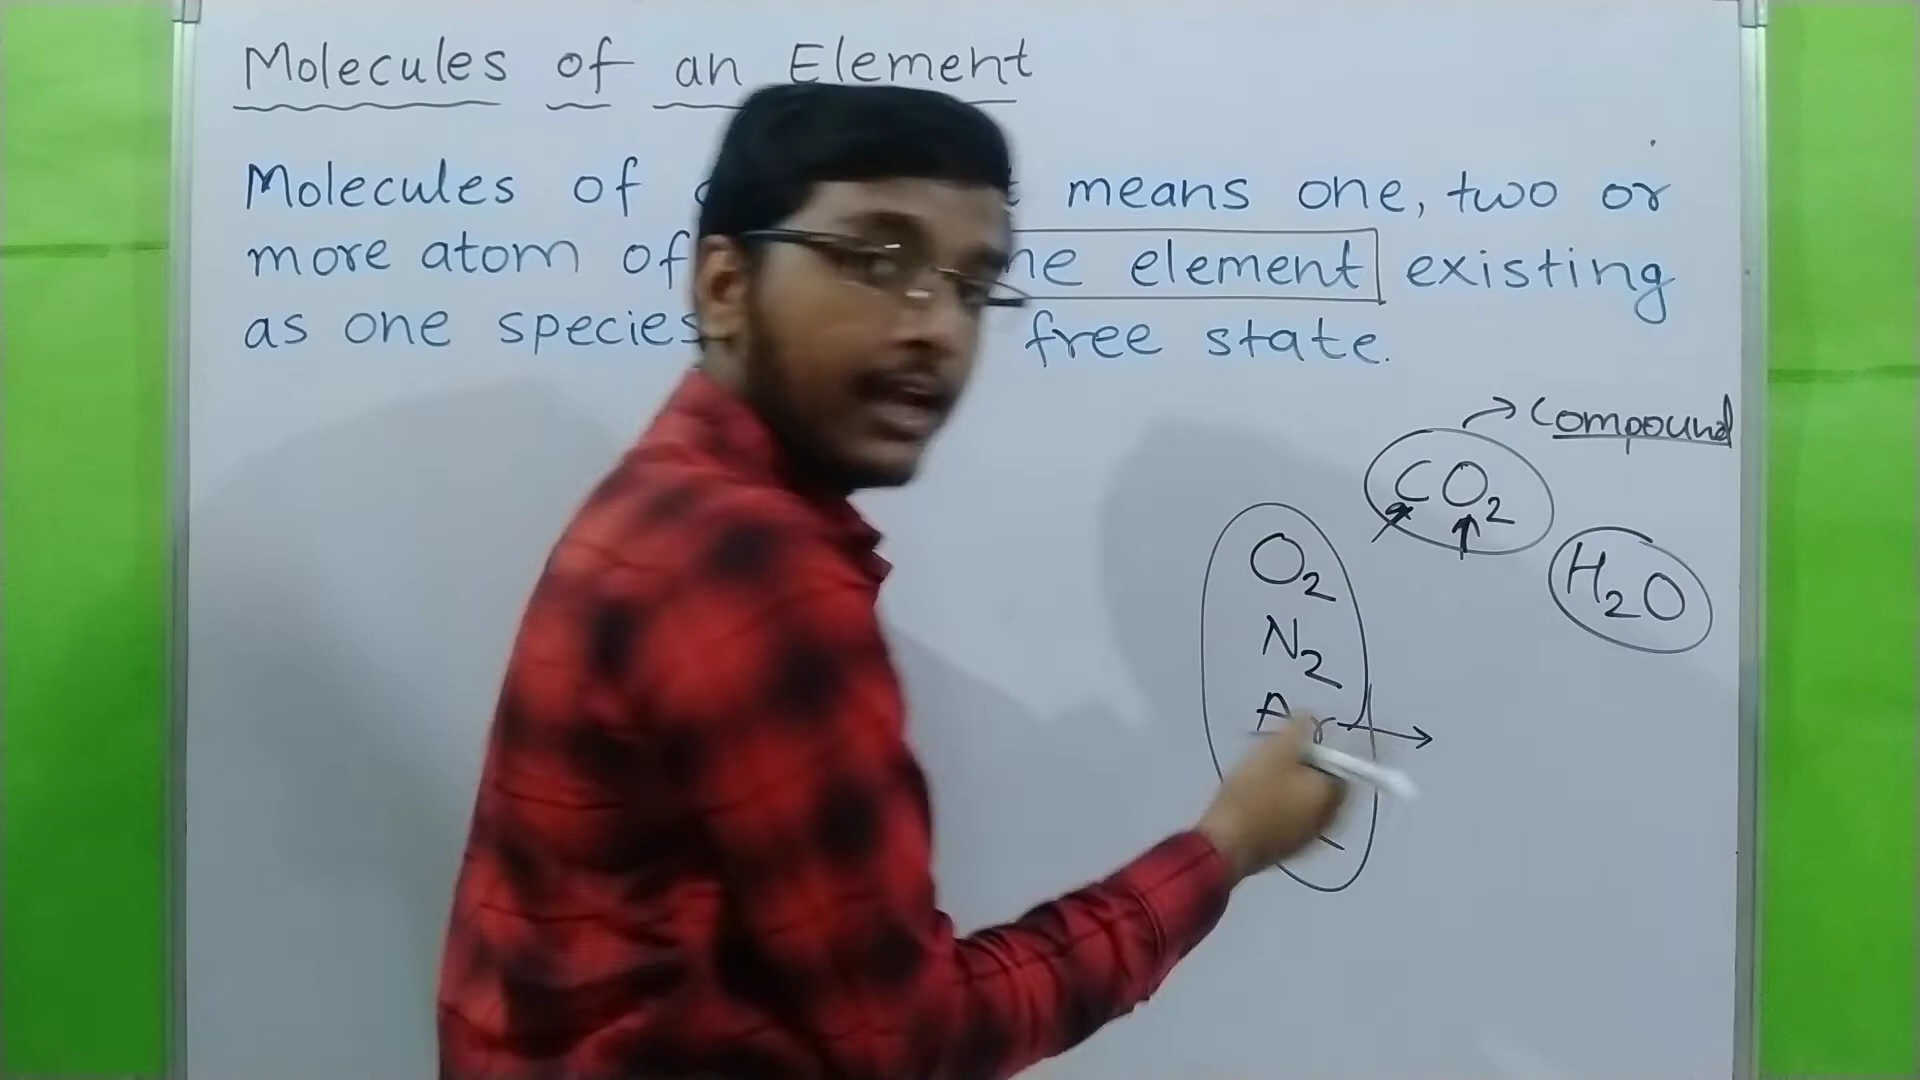 Molecules of an Element
Molecules of means one, two or
more atom of element existing
as one species free state.
Compound
CO2
H2O
O2
N2
Ar